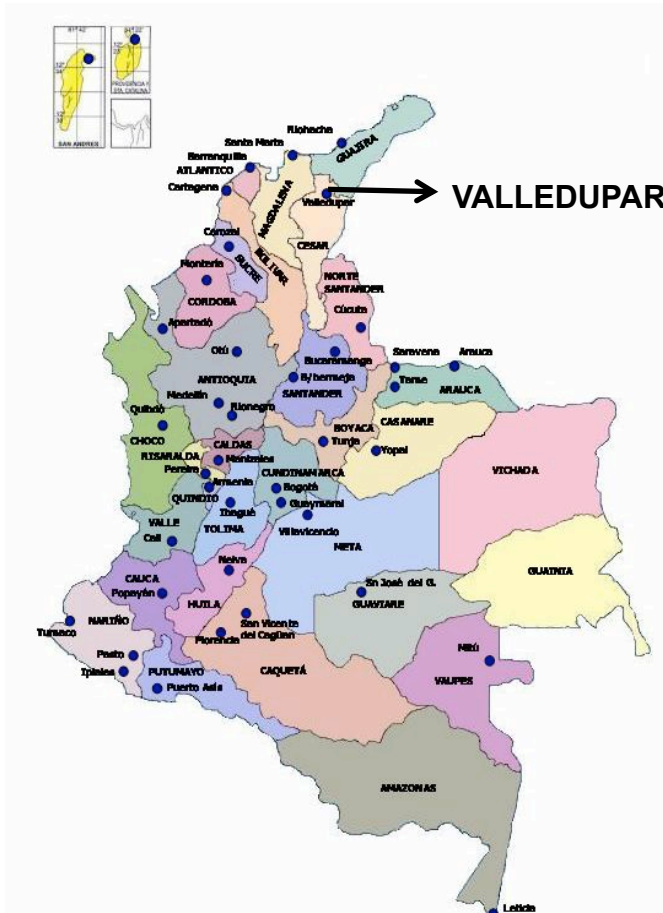 SAN ANDRES
PROVIDENCIA Y
STA. CATALINA
Riohacha
Santa Marta
GUAJIRA
Barranquilla
ATLANTICO
Cartagena
MAGDALENA
Valledupar
VALLEDUPAR
CESAR
Corozal
SUCRE
BOLIVAR
Montería
CORDOBA
NORTE
SANTANDER
Cúcuta
Apartadó
Otú
Bucaramanga
Saravena
Arauca
ANTIOQUIA
B/bermeja
SANTANDER
Tame
ARAUCA
Medellín
Rionegro
Quibdó
CHOCO
BOYACA
Tunja
CASANARE
Yopal
CALDAS
RISARALDA
Manizales
Pereira
CUNDINAMARCA
VICHADA
Armenia
Bogotá
QUINDIO
Ibagué
Guaymaral
VALLE
TOLIMA
Villavicencio
Cali
META
Neiva
GUAINIA
CAUCA
Popayán
Sn José del G.
GUAVIARE
HUILA
San Vicente
del Cagüan
NARIÑO
Tumaco
Florencia
Pasto
Ipiales
PUTUMAYO
Puerto Asís
CAQUETÁ
Mitú
VAUPES
AMAZONAS
Leticia